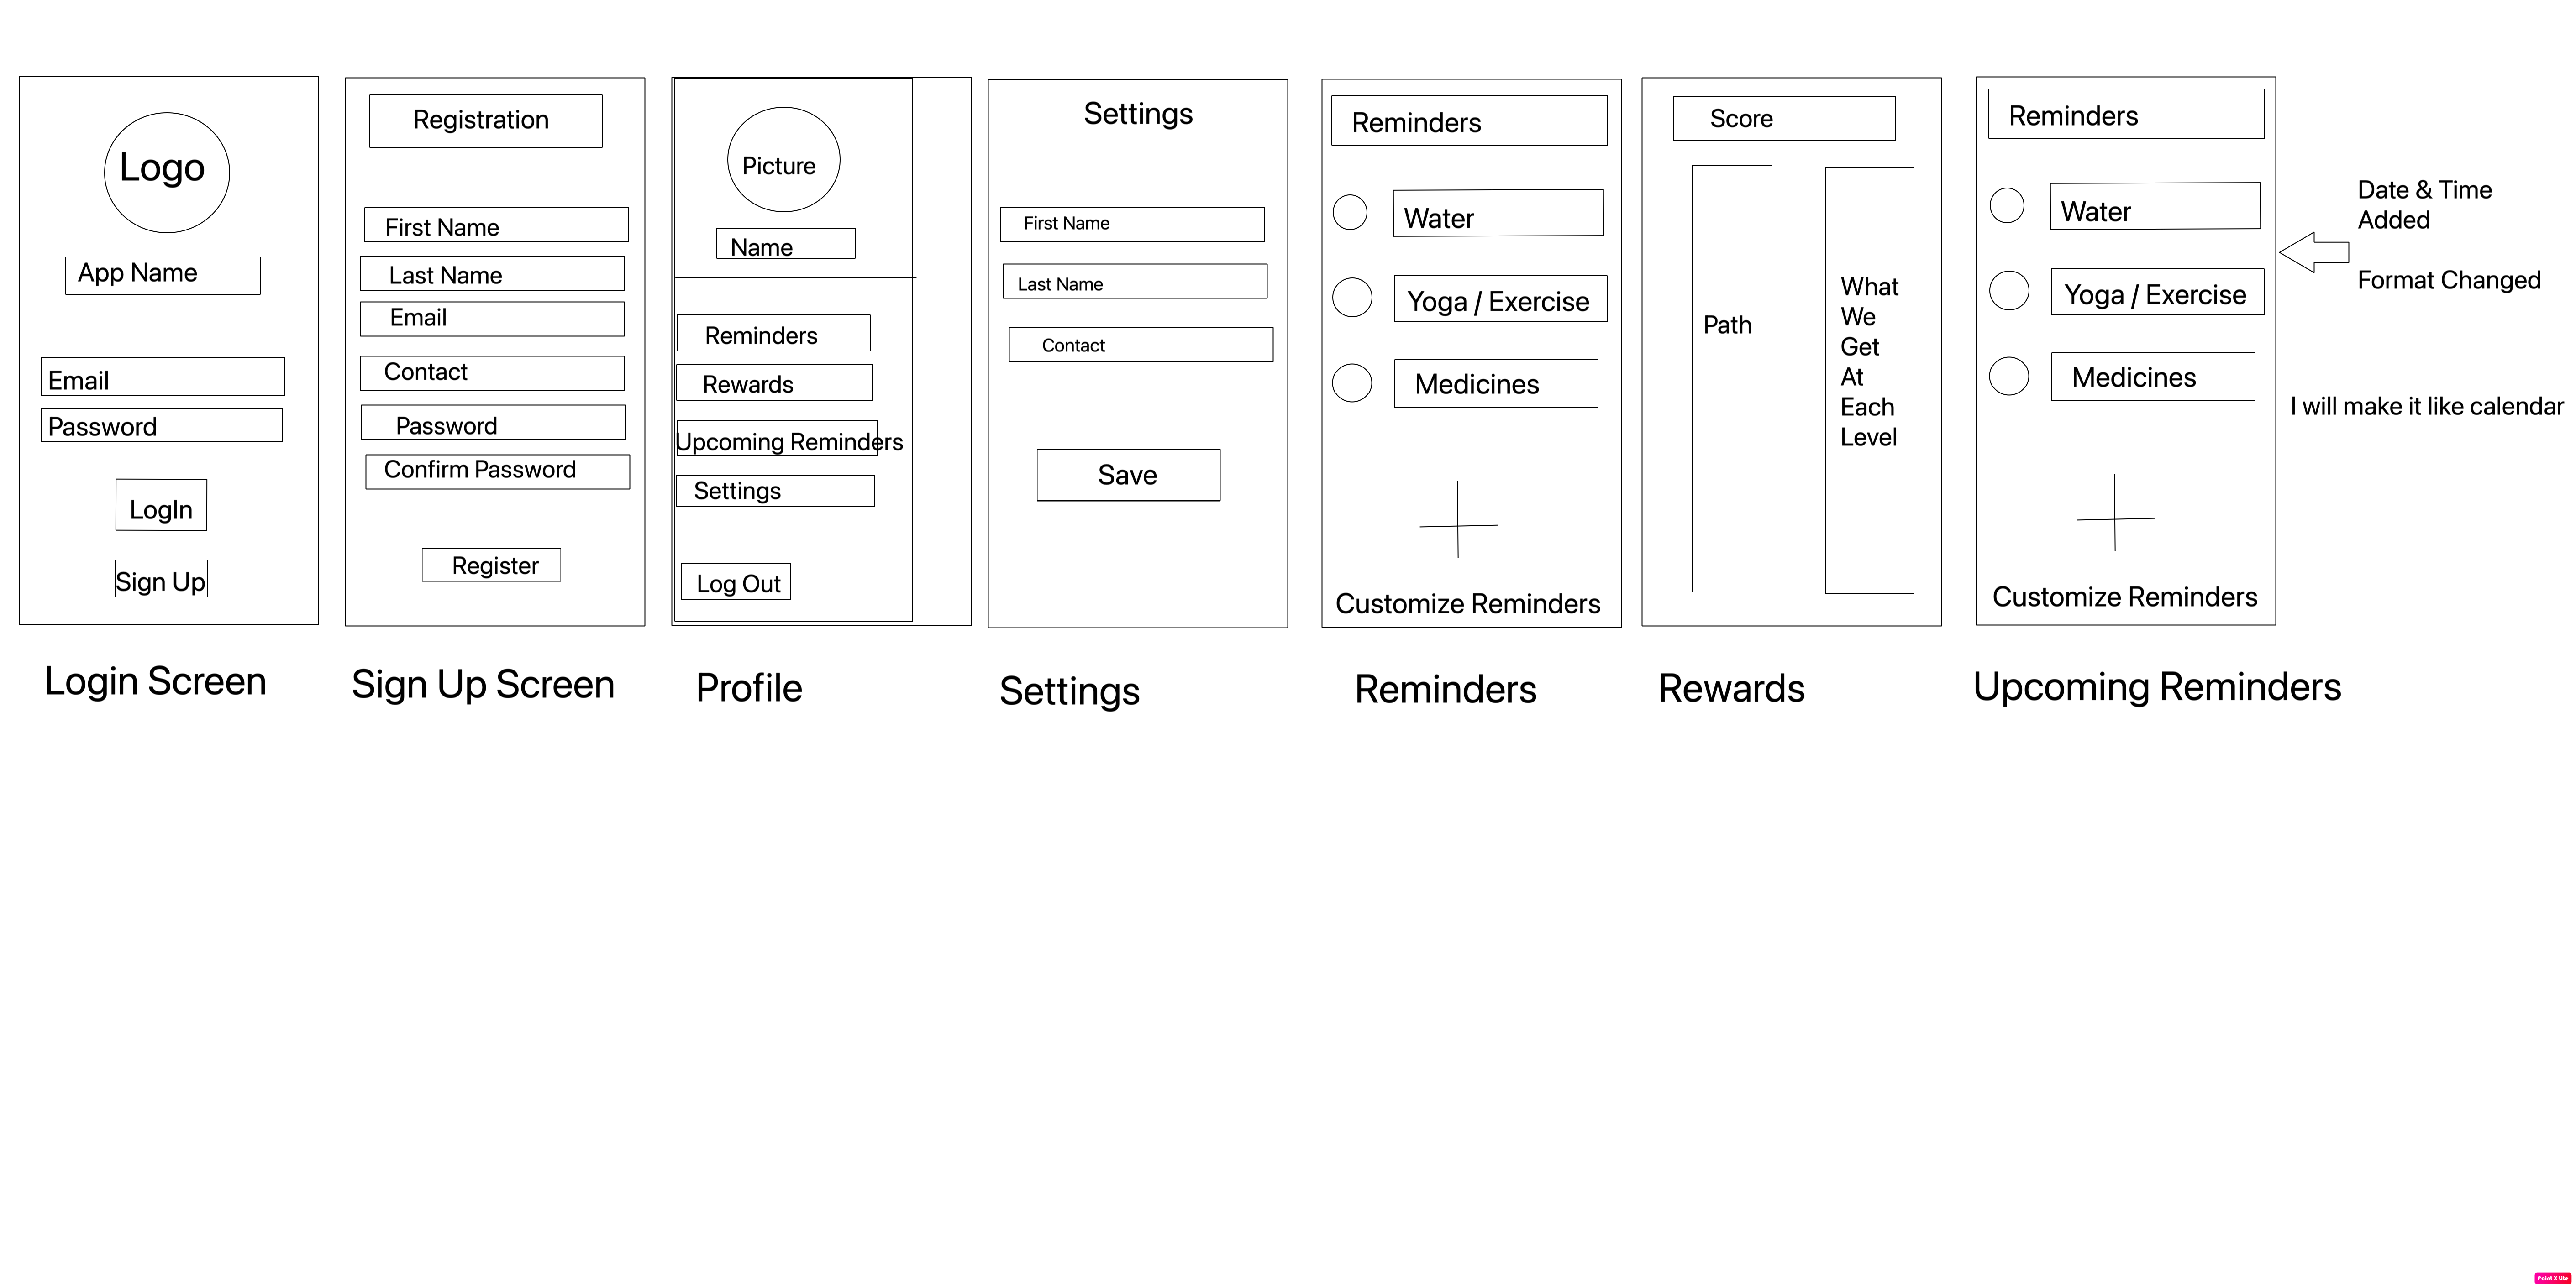 Logo
App Name
Email
Password
LogIn
Sign Up
Login Screen
Registration
First Name
Last Name
Email
Contact
Password
Confirm Password
Register
Sign Up Screen
Picture
Name
Reminders
Rewards
Upcoming Reminders
Settings
Log Out
Profile
Settings
First Name
Last Name
Contact
Save
Settings
Reminders
Water
Yoga / Exercise
Medicines
Customize Reminders
Reminders
Score
Path
What
We
Get
At
Each
Level
Rewards
Reminders
Water
Yoga / Exercise
Medicines
Customize Reminders
Upcoming Reminders
Date & Time
Added
Format Changed
I will make it like calendar
Paint X lite